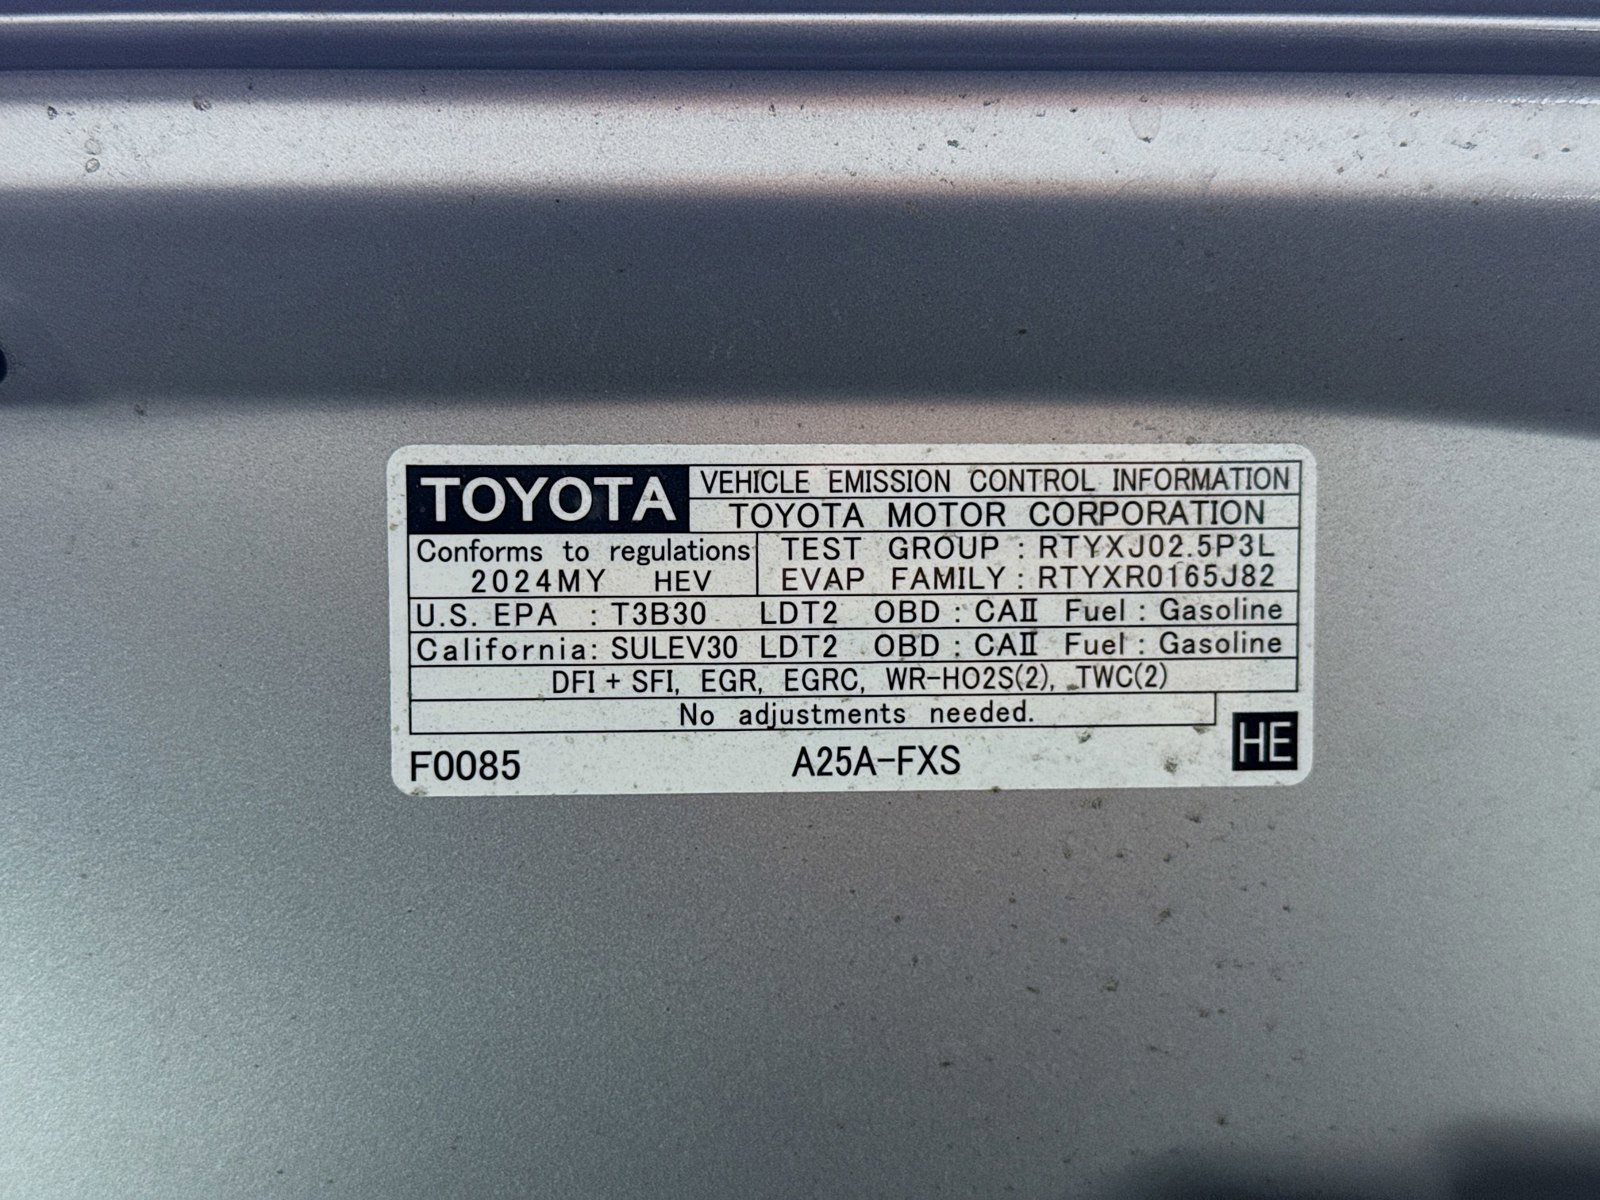 TOYOTA
VEHICLE EMISSION CONTROL INFORMATION
TOYOTA MOTOR CORPORATION
Conforms to regulations
2024MY HEV
TEST GROUP : RTYXJ02.5P3L
EVAP FAMILY : RTYXR0165J82
U.S. EPA : T3B30 LDT2 OBD : CAⅡ Fuel : Gasoline
California: SULEV30 LDT2 OBD : CAⅡ Fuel : Gasoline
DFI + SFI, EGR, EGRC, WR-HO2S(2), TWC(2)
No adjustments needed.
F0085 A25A-FXS HE